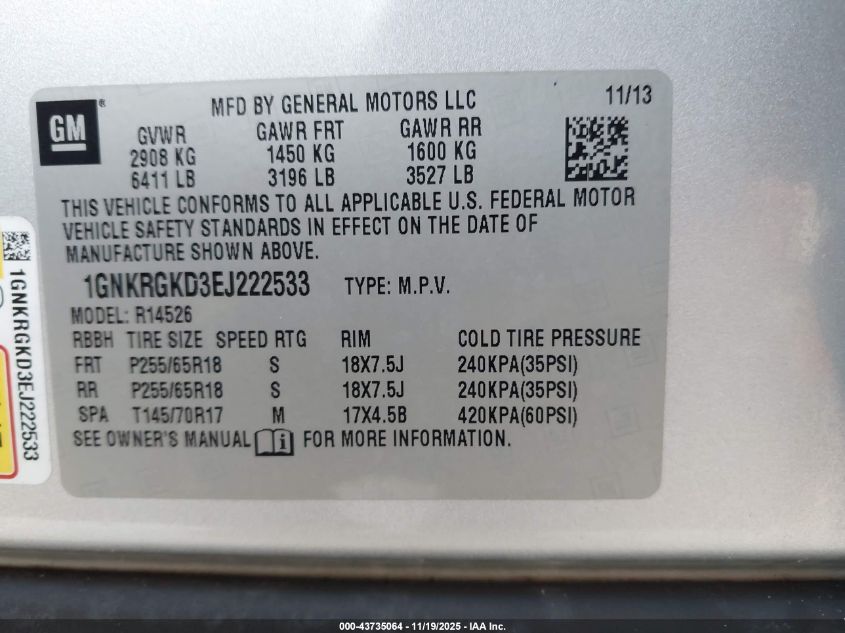 GM®
MFD BY GENERAL MOTORS LLC 11/13
GVWR GAWR FRT GAWR RR
2908 KG 1450 KG 1600 KG
6411 LB 3196 LB 3527 LB
THIS VEHICLE CONFORMS TO ALL APPLICABLE U.S. FEDERAL MOTOR
VEHICLE SAFETY STANDARDS IN EFFECT ON THE DATE OF
MANUFACTURE SHOWN ABOVE.
1GNKRGKD3EJ222533 TYPE: M.P.V.
MODEL: R14526
RBBH TIRE SIZE SPEED RTG RIM COLD TIRE PRESSURE
FRT P255/65R18 S 18X7.5J 240KPA(35PSI)
RR P255/65R18 S 18X7.5J 240KPA(35PSI)
SPA T145/70R17 M 17X4.5B 420KPA(60PSI)
SEE OWNER'S MANUAL i FOR MORE INFORMATION.
1GNKRGKD3EJ222533
000-43735064 - 11/19/2025 - IAA Inc.